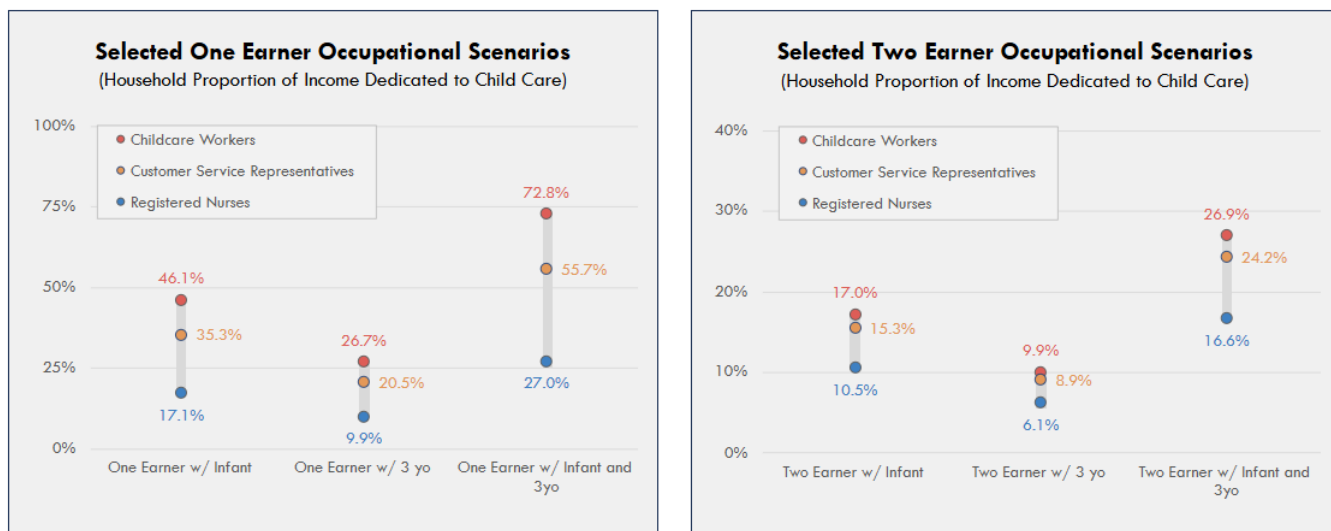 Selected One Earner Occupational Scenarios
(Household Proportion of Income Dedicated to Child Care)
100%
75%
50%
25%
0%
Childcare Workers
Customer Service Representatives
Registered Nurses
46.1%
35.3%
17.1%
26.7%
20.5%
9.9%
72.8%
55.7%
27.0%
One Earner w/ Infant
One Earner w/ 3 yo
One Earner w/ Infant and
3yo
Selected Two Earner Occupational Scenarios
(Household Proportion of Income Dedicated to Child Care)
40%
30%
20%
10%
0%
Childcare Workers
Customer Service Representatives
Registered Nurses
17.0%
15.3%
10.5%
9.9%
8.9%
6.1%
26.9%
24.2%
16.6%
Two Earner w/ Infant
Two Earner w/ 3 yo
Two Earner w/ Infant and
3yo